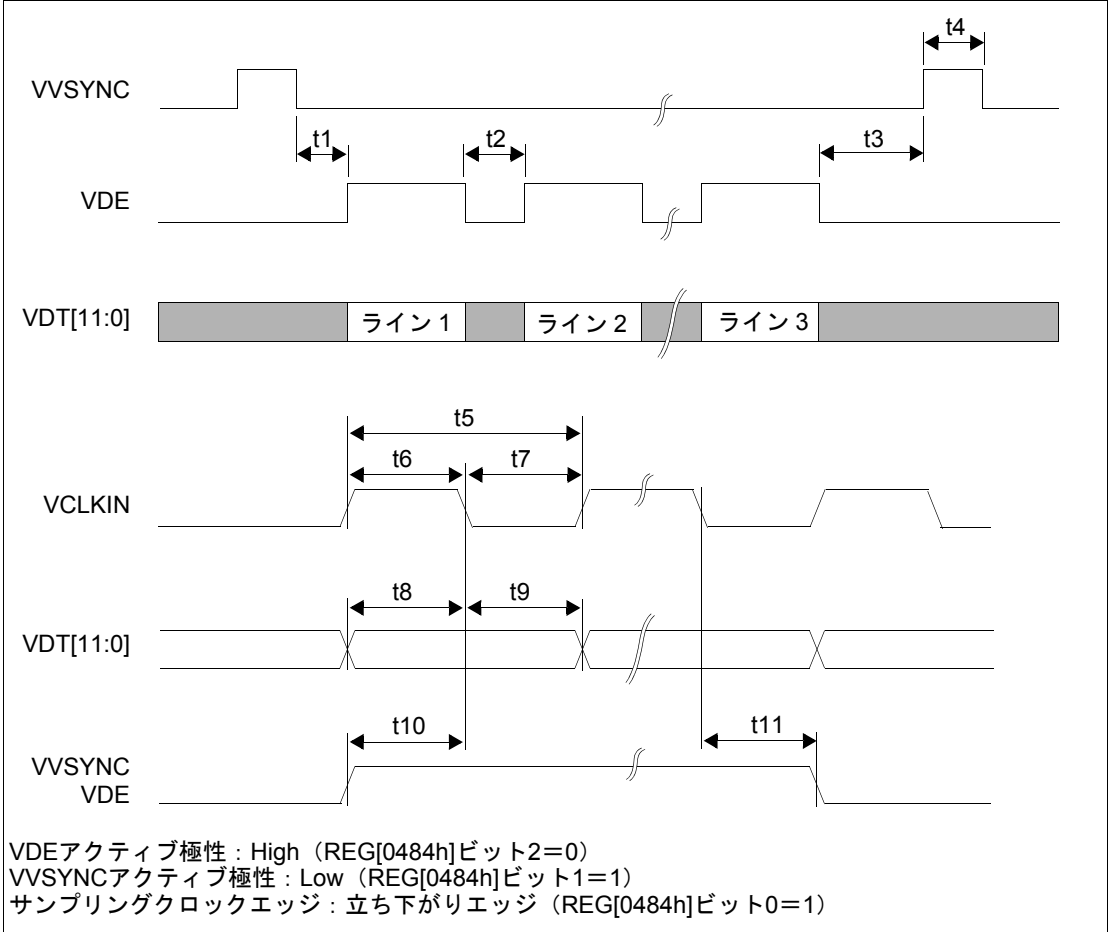 t4
VVSYNC
t1 t2 t3
VDE
VDT[11:0] ライン 1 ライン 2 ライン 3
t5
t6 t7
VCLKIN
t8 t9
VDT[11:0]
t10 t11
VVSYNC
VDE
VDEアクティブ極性：High（REG[0484h]ビット2＝0）
VVSYNCアクティブ極性：Low（REG[0484h]ビット1＝1）
サンプリングクロックエッジ：立ち下がりエッジ（REG[0484h]ビット0＝1）